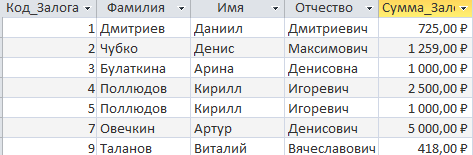 Код_Залога Фамилия Имя Отчество Сумма_Зал
1 Дмитриев Даниил Дмитриевич 725,00 ₽
2 Чубко Денис Максимович 1 259,00 ₽
3 Булаткина Арина Денисовна 1 000,00 ₽
4 Поллюдов Кирилл Игоревич 2 500,00 ₽
5 Поллюдов Кирилл Игоревич 1 000,00 ₽
7 Овечкин Артур Денисович 5 000,00 ₽
9 Таланов Виталий Вячеславович 418,00 ₽